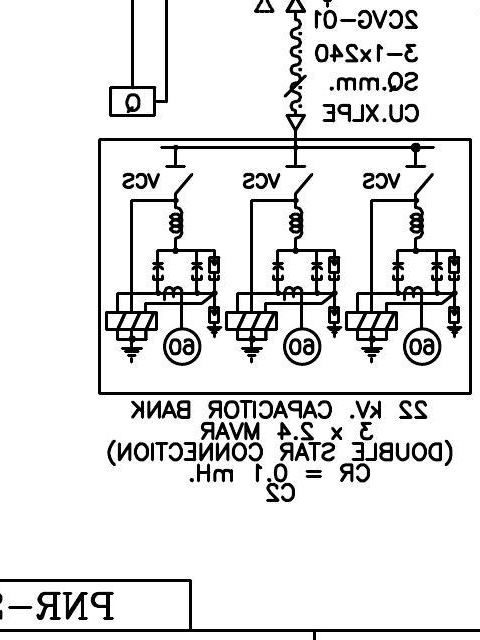 2CVG-01
3-1x240
SQ.mm.
CU.XLPE
Q
VCS
VCS
VCS
60
60
60
22 kV. CAPACITOR BANK
3 x 2.4 MVAR
(DOUBLE STAR CONNECTION)
CR = 0.1 mH.
C2
PNR-